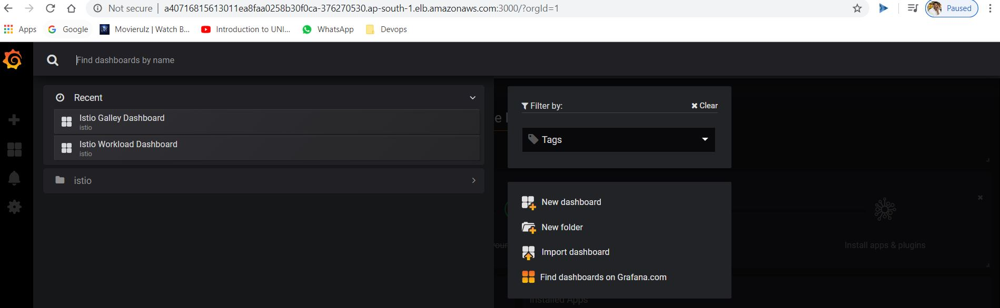 Not secure | a40716815613011ea8faa0258b30f0ca-376270530.ap-south-1.elb.amazonaws.com:3000/?orgId=1
Paused
Apps
Google
Movierulz | Watch B...
Introduction to UNI...
WhatsApp
Devops
Find dashboards by name
Recent
Istio Galley Dashboard
istio
Istio Workload Dashboard
istio
istio
Filter by:
Clear
Tags
New dashboard
New folder
Import dashboard
Find dashboards on Grafana.com
Install apps & plugins
Installed Apps